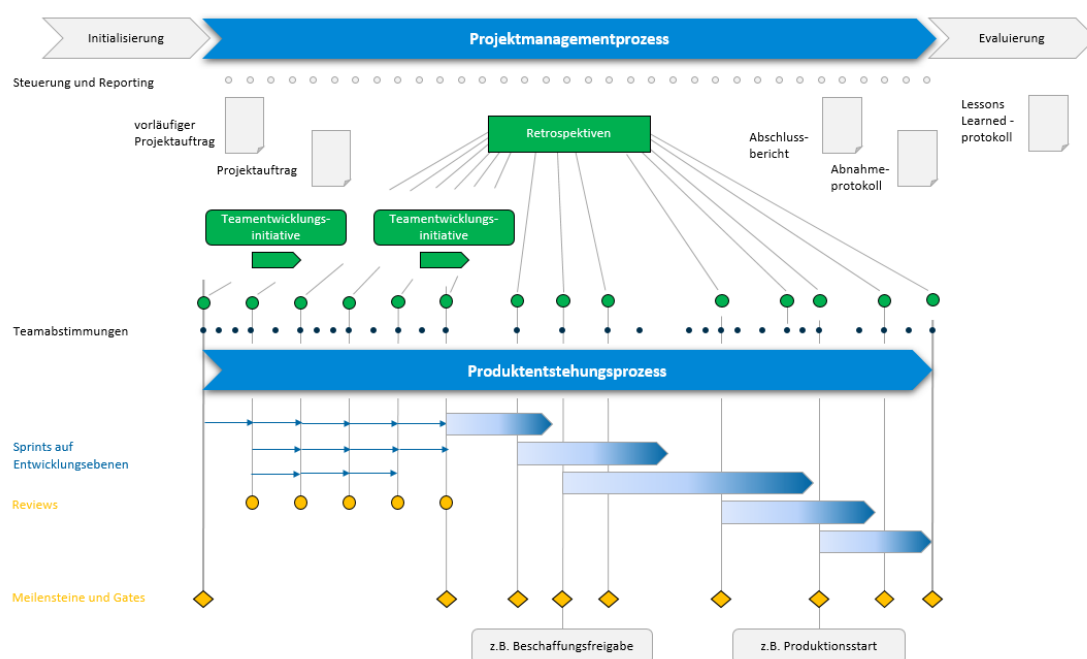 Initialisierung
Projektmanagementprozess
Evaluierung
Steuerung und Reporting
vorläufiger
Projektauftrag
Projektauftrag
Retrospektiven
Abschluss-
bericht
Abnahme-
protokoll
Lessons
Learned -
protokoll
Teamentwicklungs-
initiative
Teamentwicklungs-
initiative
Teamabstimmungen
Produktentstehungsprozess
Sprints auf
Entwicklungsebenen
Reviews
Meilensteine und Gates
z.B. Beschaffungsfreigabe
z.B. Produktionsstart